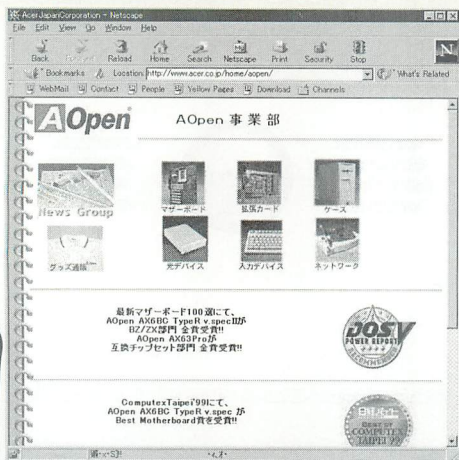 AcerJapanCorporation - Netscape
File Edit View Go Window Help
Back Reload Home Search Netscape Print Security Stop
N
Bookmarks Location: http://www.acer.co.jp/home/aopen/ What's Related
WebMail Contact People Yellow Pages Download Channels
AOpen
AOpen 事業部
News Group
マザーボード
拡張カード
ケース
グッズ通販
光デバイス
入力デバイス
ネットワーク
最新マザーボード100選にて、
AOpen AX6BC TypeR v.specIIが
BZ/ZX部門 金賞受賞!!
AOpen AX63Proが
互換チップセット部門 金賞受賞!!
DOS/V
POWER REPORT
RECOMMENDED
ComputexTaipei'99にて、
AOpen AX6BC TypeR v.spec が
Best Motherboard賞を受賞!!
BEST OF
COMPUTEX
TAIPEI 99